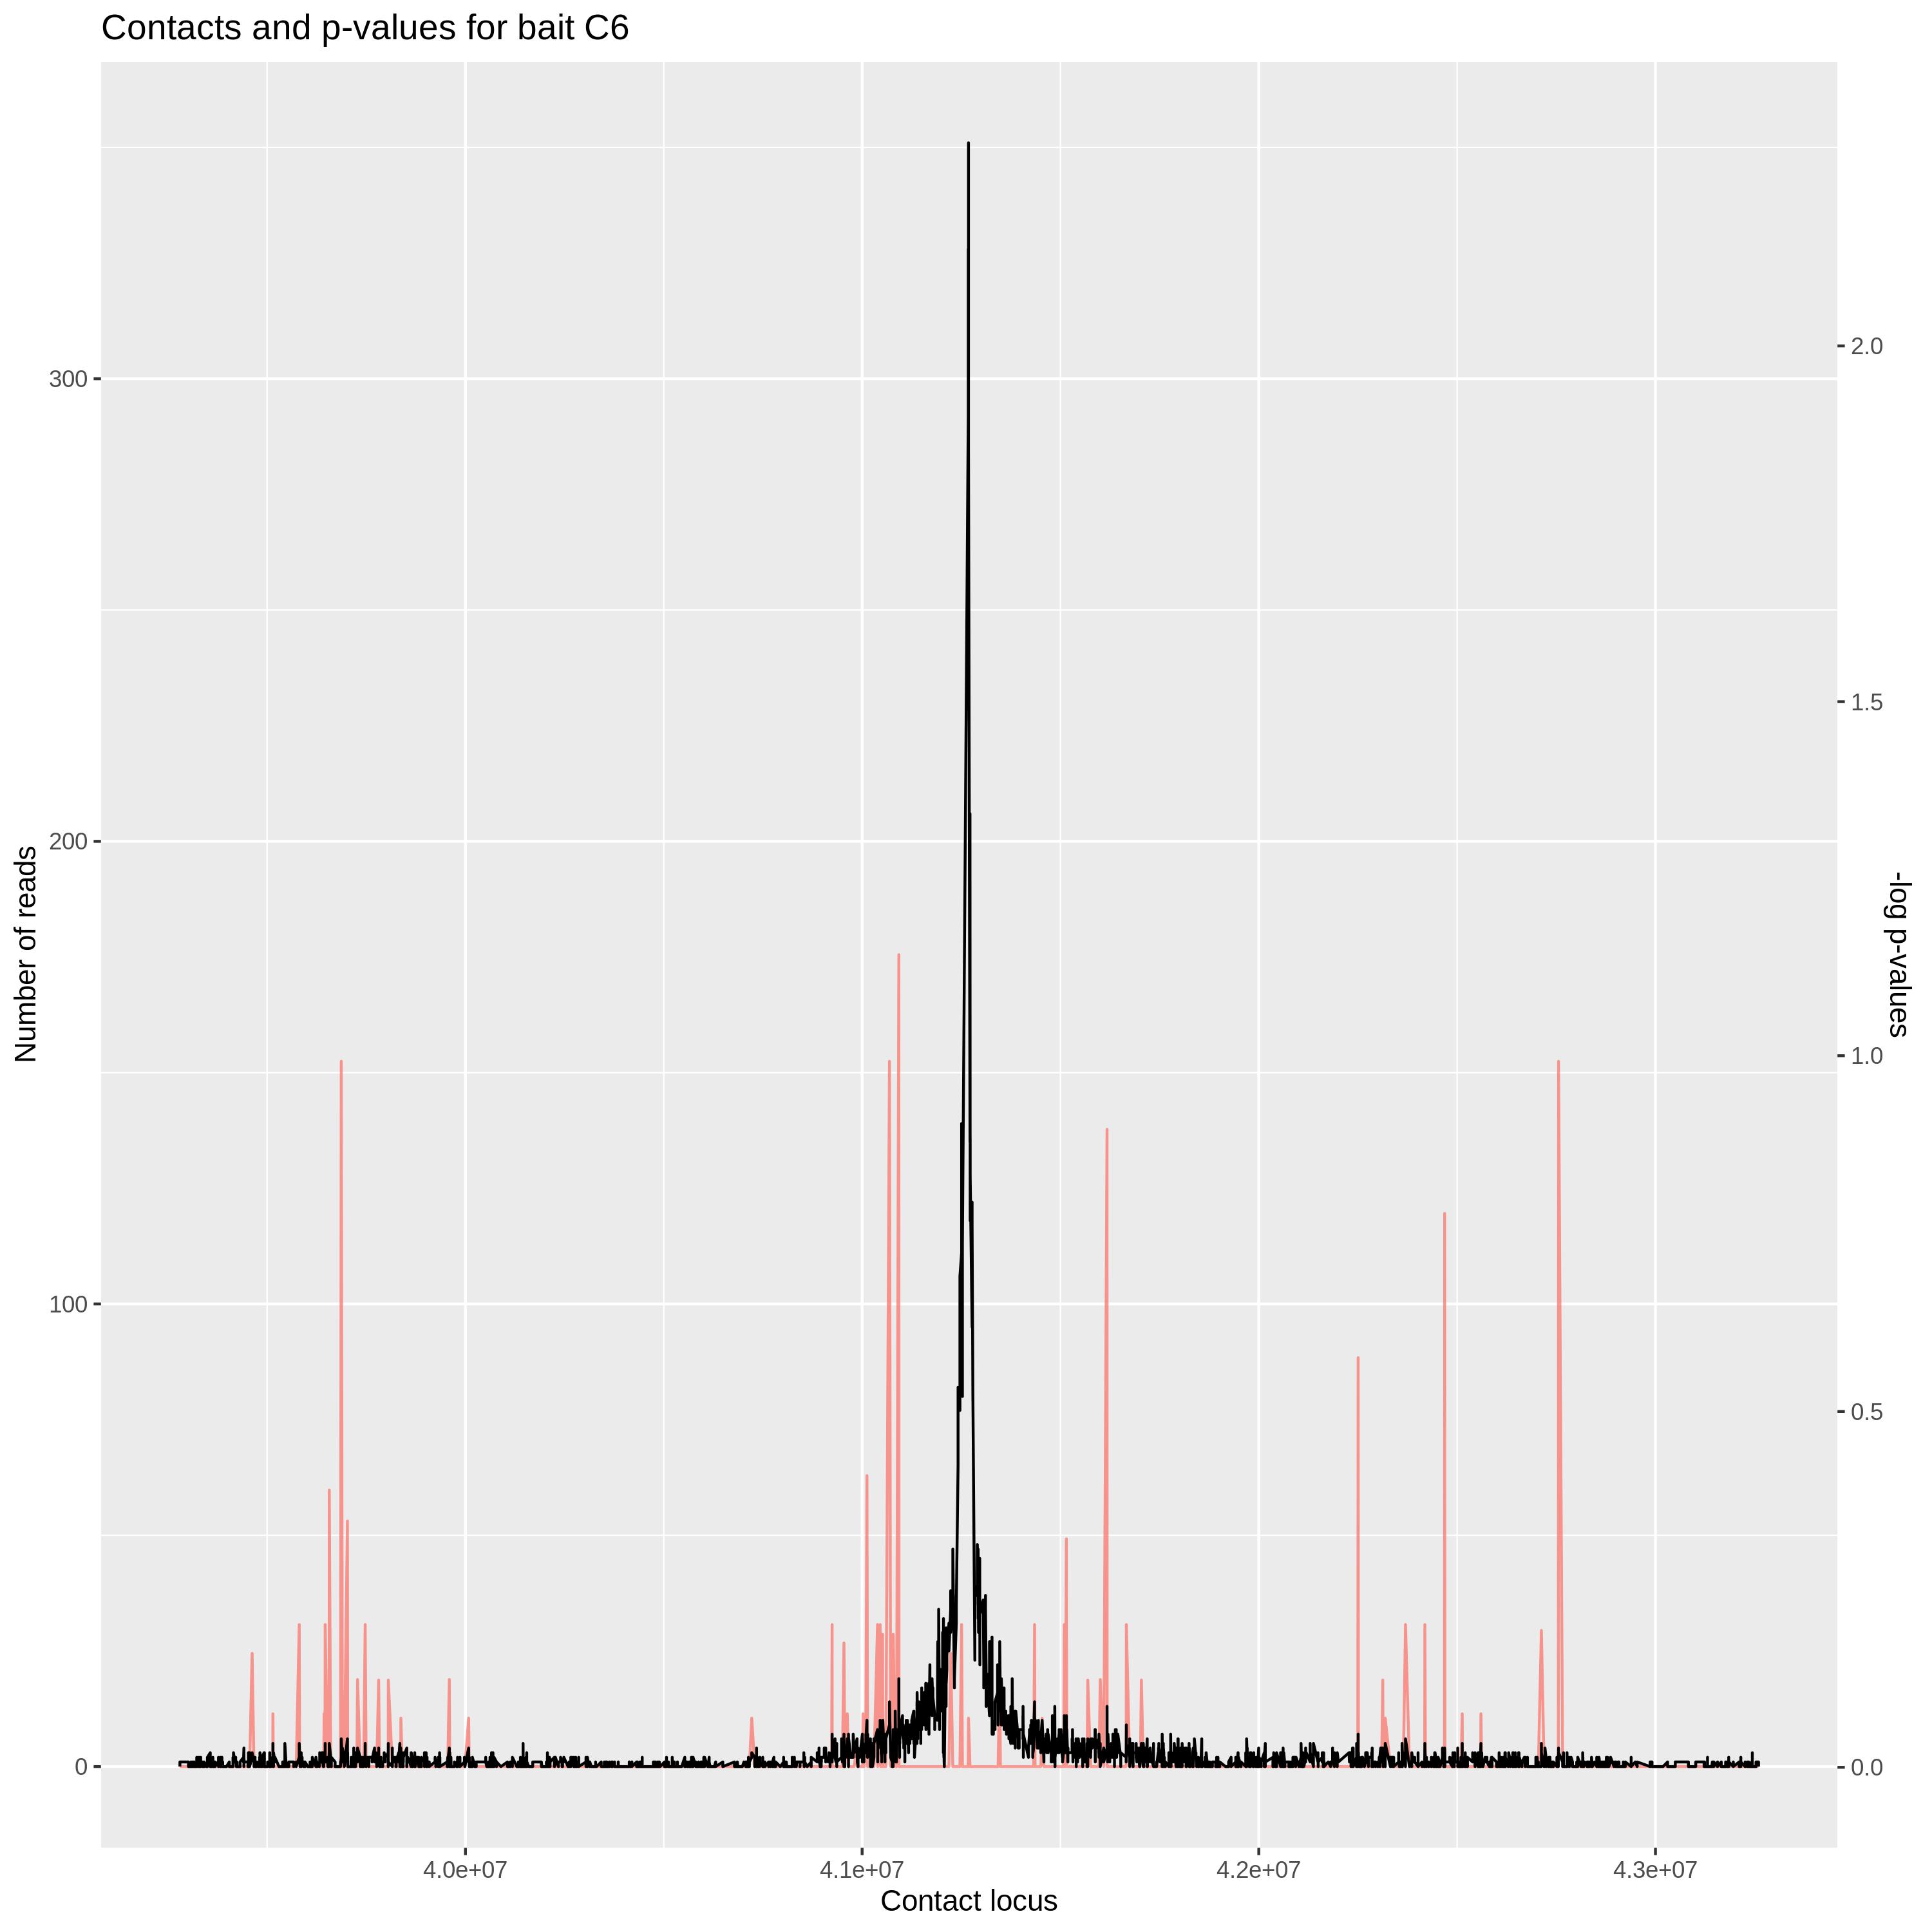 Contacts and p-values for bait C6
300
200
100
0
Number of reads
2.0
1.5
1.0
0.5
0.0
-log p-values
4.0e+07
4.1e+07
4.2e+07
4.3e+07
Contact locus